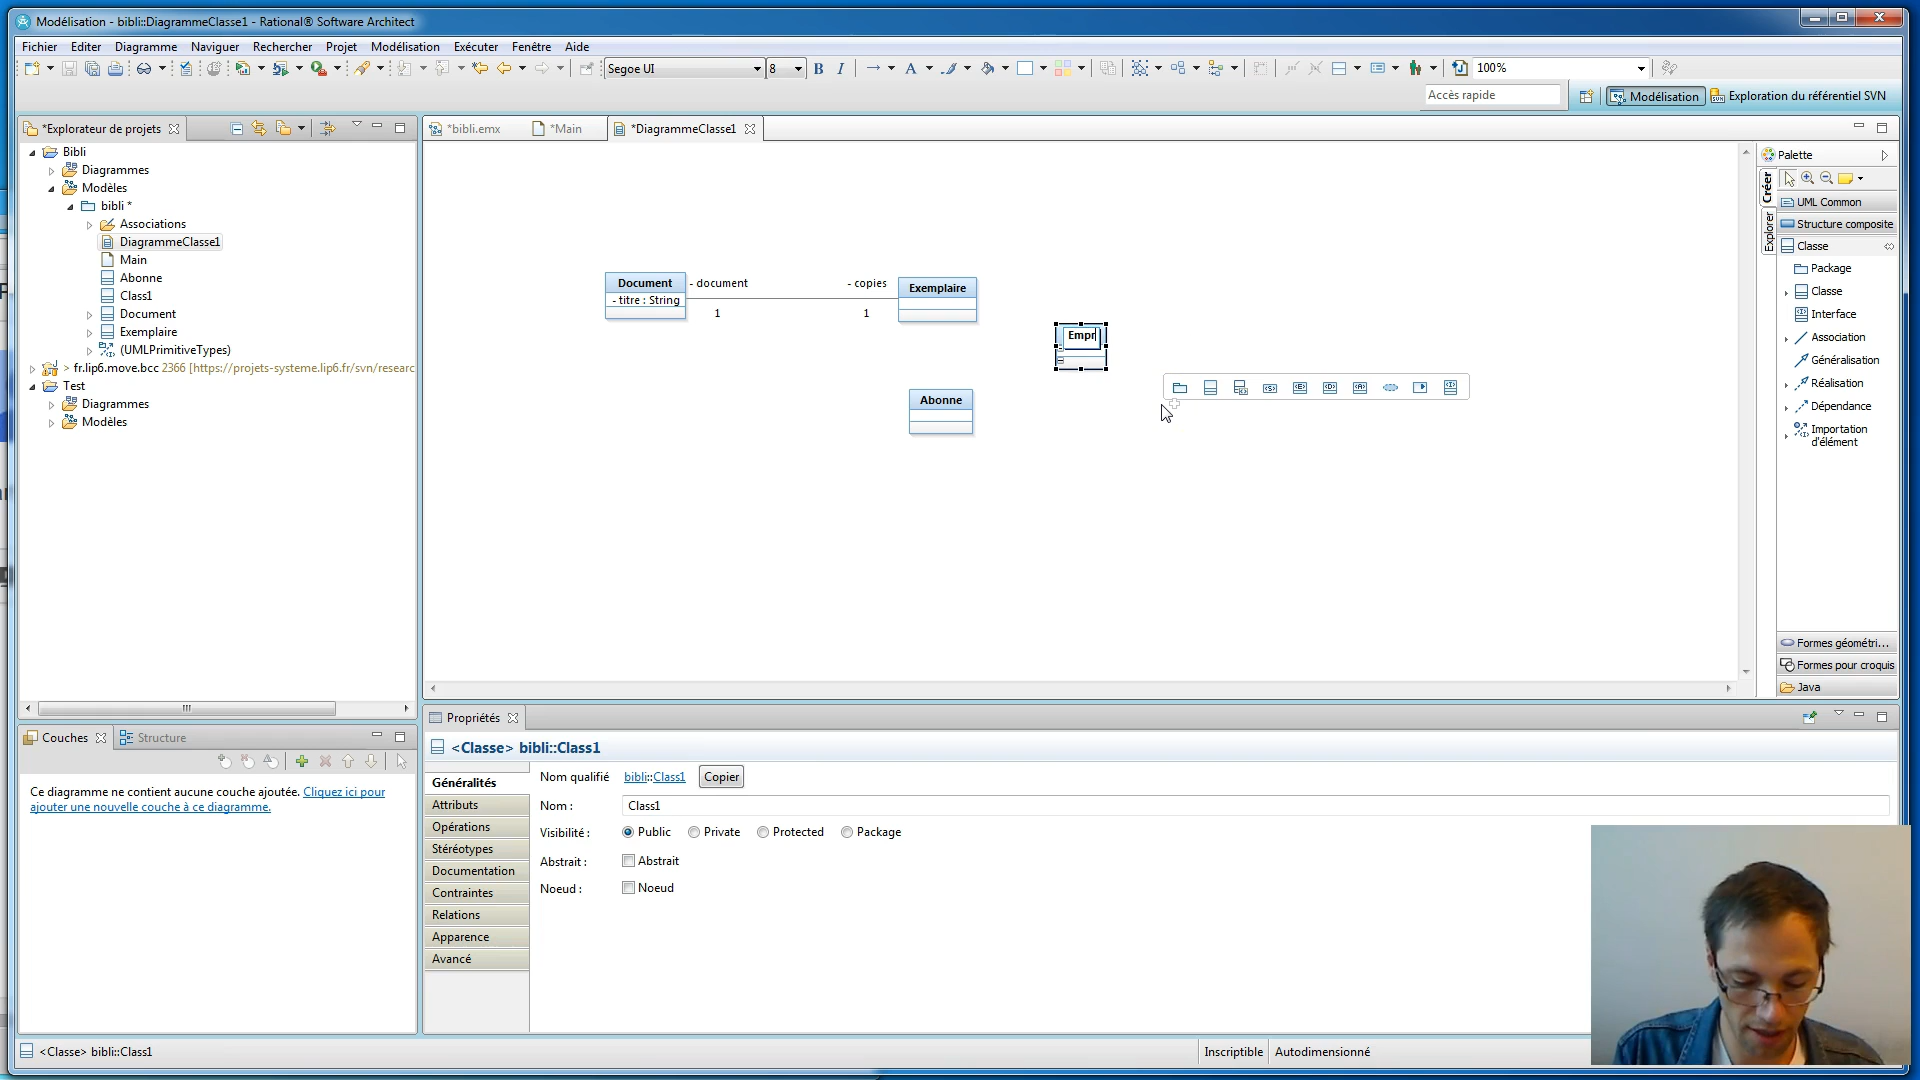 Modélisation - bibli::DiagrammeClasse1 - Rational® Software Architect
Fichier Editer Diagramme Naviguer Rechercher Projet Modélisation Exécuter Fenêtre Aide
Segoe UI 8 B I A 100%
Accès rapide Modélisation Exploration du référentiel SVN
*Explorateur de projets
*bibli.emx *Main *DiagrammeClasse1
Bibli
Diagrammes
Modèles
bibli *
Associations
DiagrammeClasse1
Main
Abonne
Class1
Document
Exemplaire
(UMLPrimitiveTypes)
> fr.lip6.move.bcc 2366 [https://projets-systeme.lip6.fr/svn/researc
Test
Diagrammes
Modèles
Document
- titre : String
- document
1
- copies
1
Exemplaire
Empr
Abonne
Palette
Créer
Explorer
UML Common
Structure composite
Classe
Package
Classe
Interface
Association
Généralisation
Réalisation
Dépendance
Importation
d'élément
Formes géométri...
Formes pour croquis
Java
Couches Structure
Ce diagramme ne contient aucune couche ajoutée. Cliquez ici pour
ajouter une nouvelle couche à ce diagramme.
Propriétés
<Classe> bibli::Class1
Généralités
Attributs
Opérations
Stéréotypes
Documentation
Contraintes
Relations
Apparence
Avancé
Nom qualifié bibli::Class1 Copier
Nom : Class1
Visibilité : Public Private Protected Package
Abstrait : Abstrait
Noeud : Noeud
<Classe> bibli::Class1 Inscriptible Autodimensionné